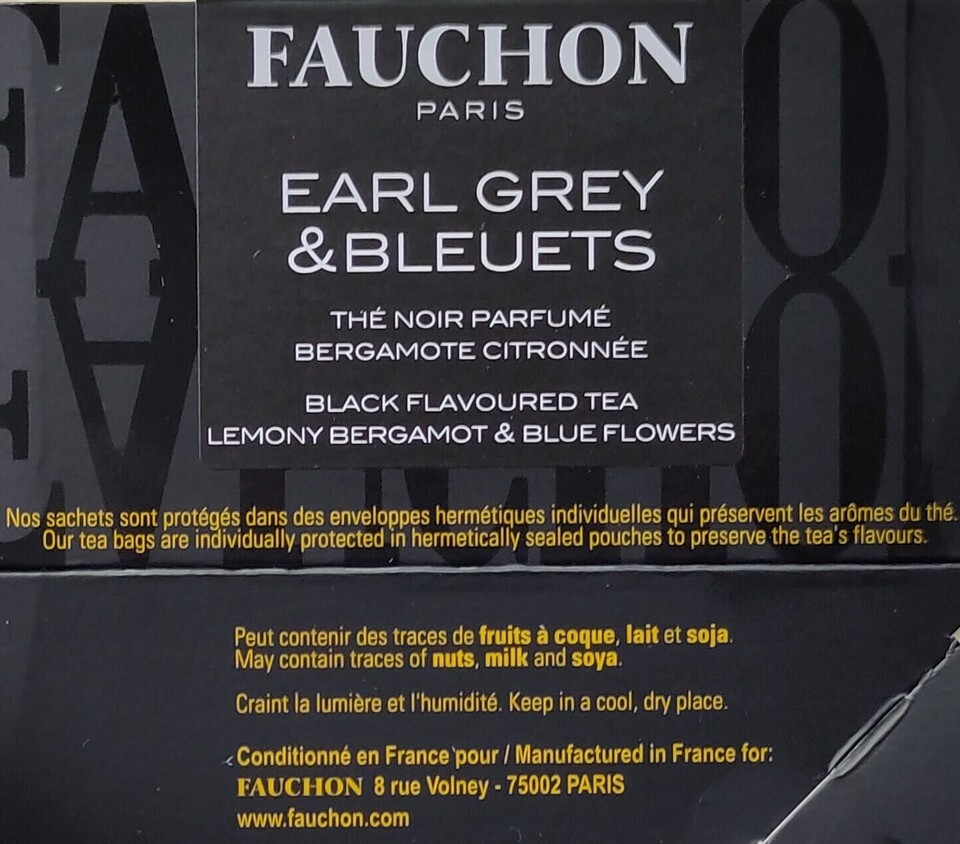 FAUCHON
PARIS
EARL GREY
&BLEUETS
THÉ NOIR PARFUMÉ
BERGAMOTE CITRONNÉE
BLACK FLAVOURED TEA
LEMONY BERGAMOT & BLUE FLOWERS
Nos sachets sont protégés dans des enveloppes hermétiques individuelles qui préservent les arômes du thé.
Our tea bags are individually protected in hermetically sealed pouches to preserve the tea's flavours.
Peut contenir des traces de fruits à coque, lait et soja.
May contain traces of nuts, milk and soya.
Craint la lumière et l'humidité. Keep in a cool, dry place.
Conditionné en France pour / Manufactured in France for:
FAUCHON 8 rue Volney - 75002 PARIS
www.fauchon.com